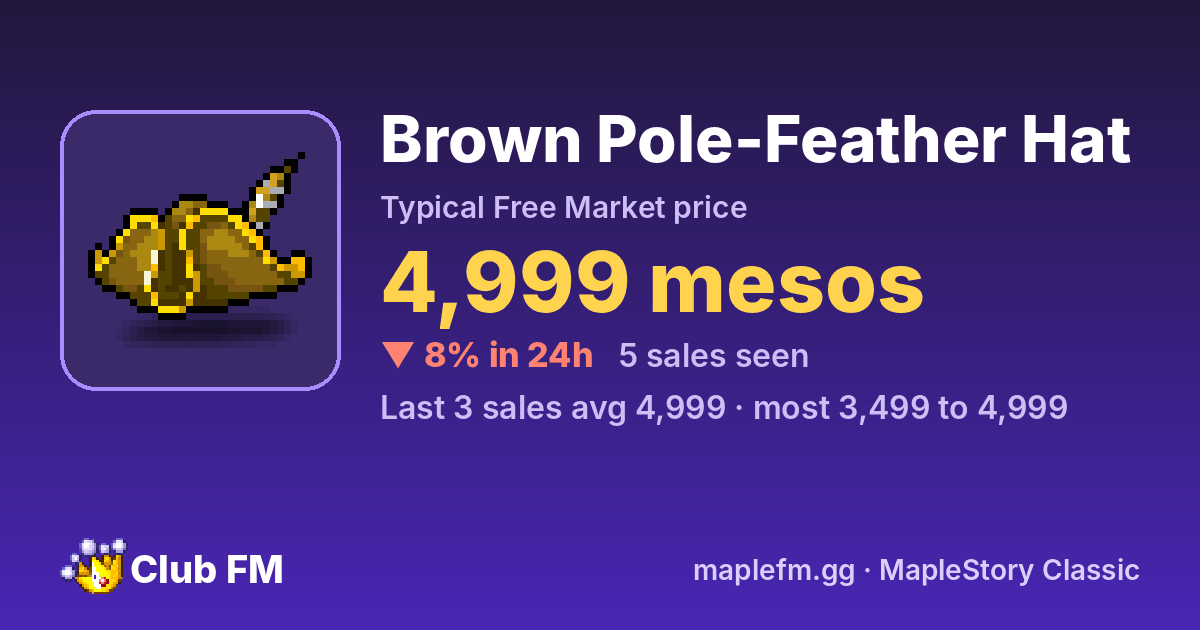 Brown Pole-Feather Hat
Typical Free Market price
4,999 mesos
▼ 8% in 24h 5 sales seen
Last 3 sales avg 4,999 · most 3,499 to 4,999
Club FM
maplefm.gg · MapleStory Classic